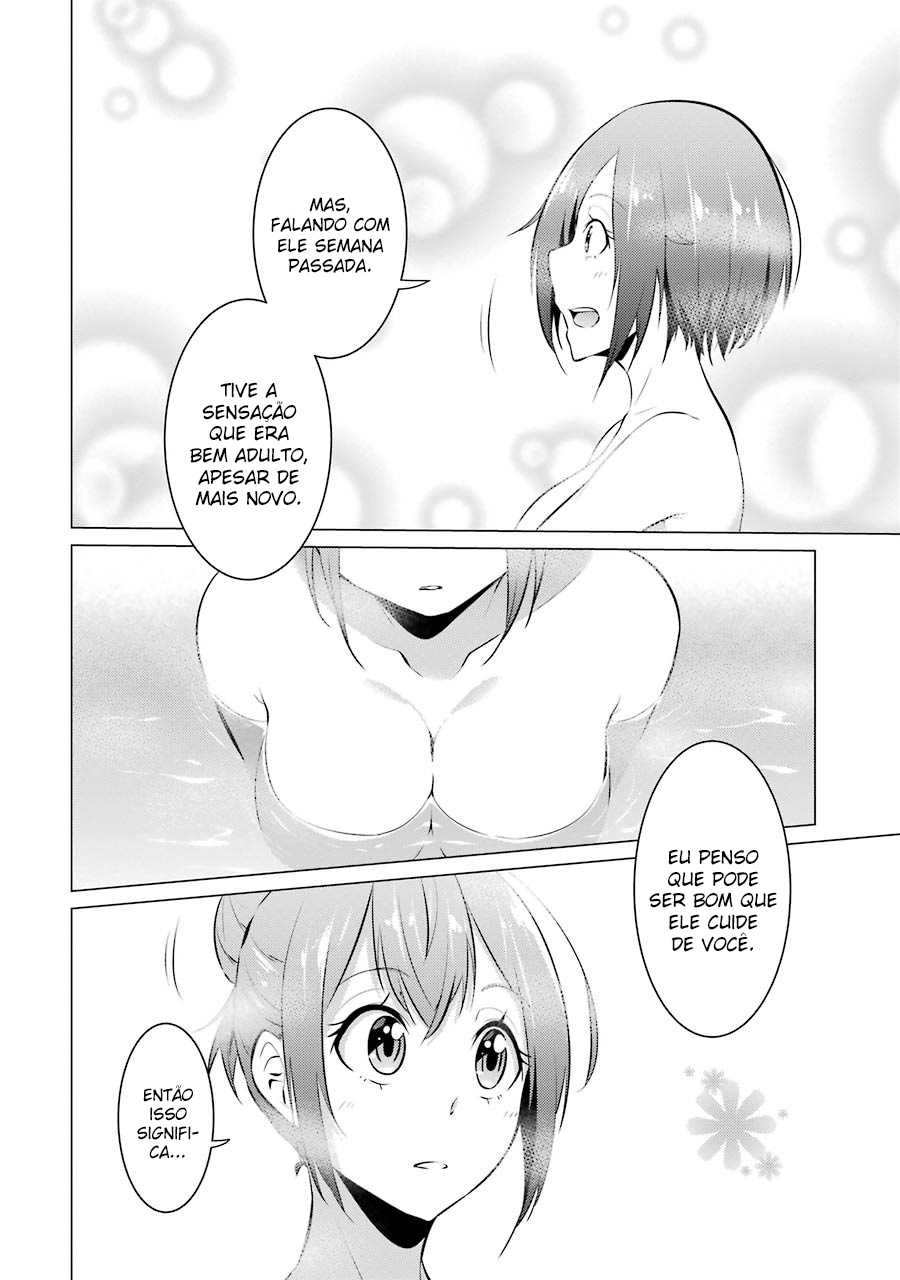 MAS,
FALANDO COM
ELE SEMANA
PASSADA.
TIVE A
SENSAÇÃO
QUE ERA
BEM ADULTO,
APESAR DE
MAIS NOVO.
EU PENSO
QUE PODE
SER BOM QUE
ELE CUIDE
DE VOCÊ.
ENTÃO
ISSO
SIGNIFI-
CA...